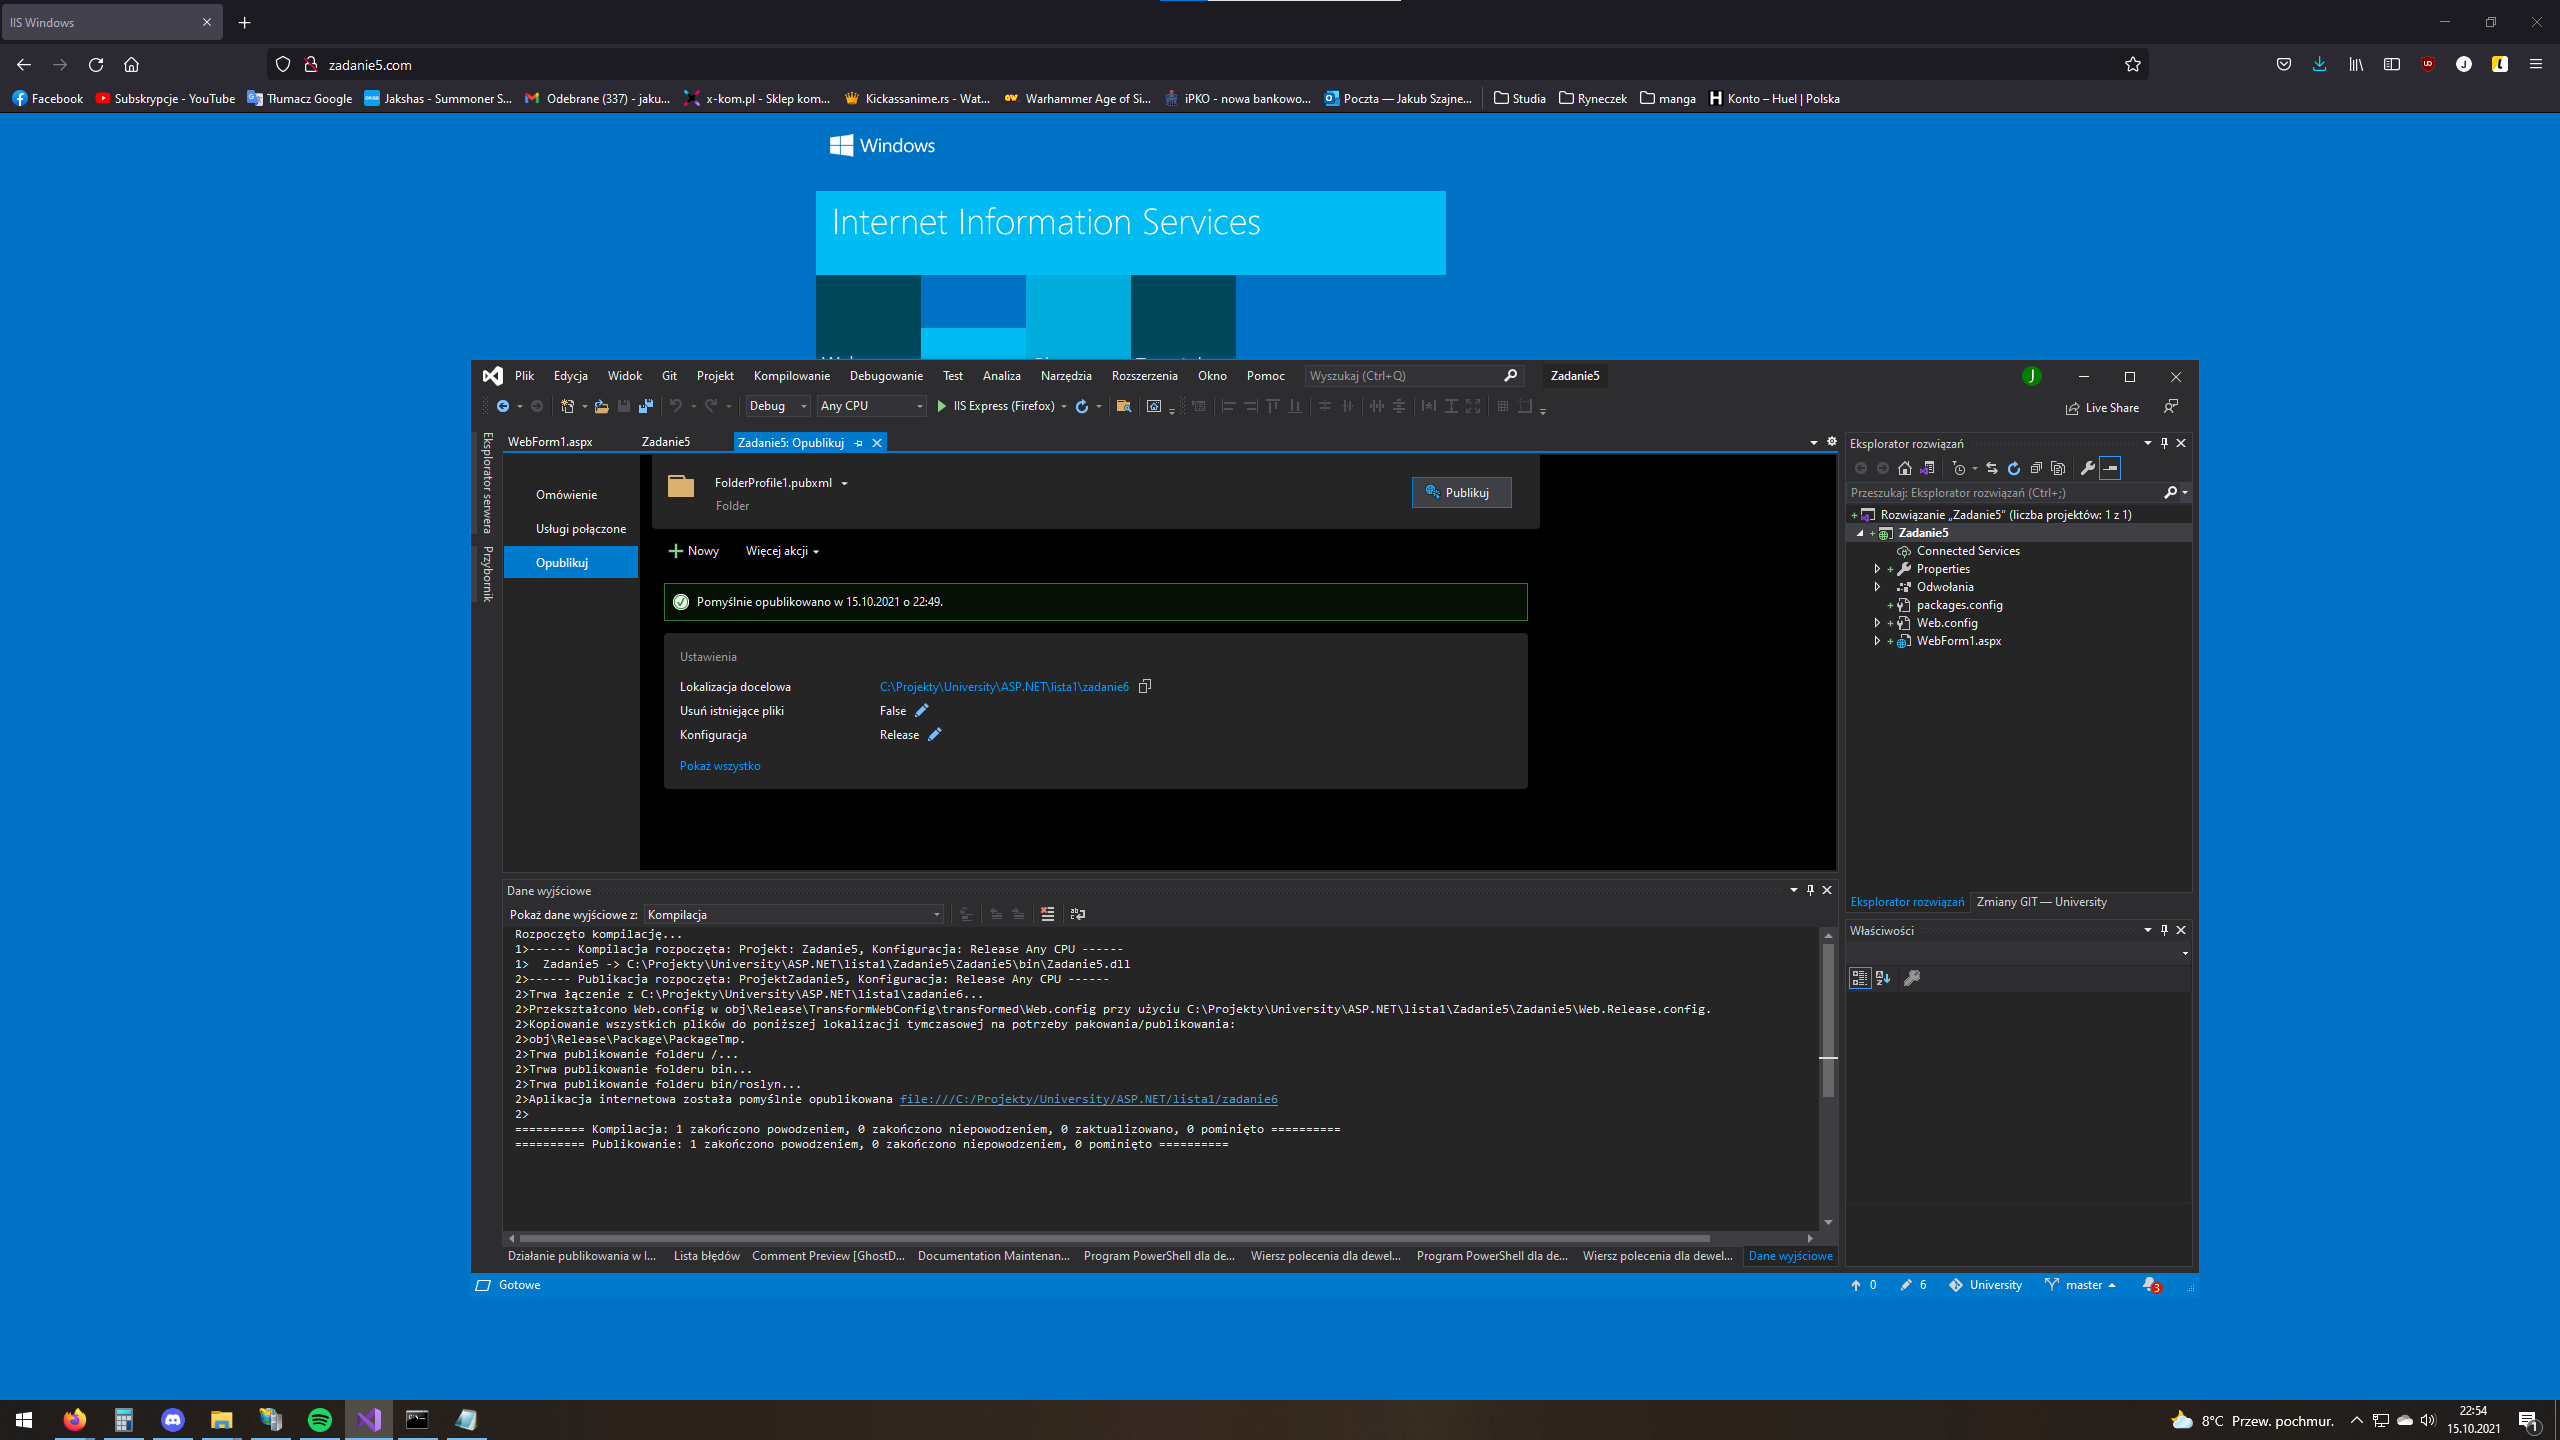 IIS Windows
zadanie5.com
Facebook
Subskrypcje - YouTube
Tłumacz Google
Jakshas - Summoner S...
Odebrane (337) - jaku...
x-kom.pl - Sklep kom...
Kickassanime.rs - Wat...
Warhammer Age of Si...
iPKO - nowa bankowo...
Poczta — Jakub Szajne...
Studia
Ryneczek
manga
Konto – Huel | Polska
Windows
Internet Information Services
Plik Edycja Widok Git Projekt Kompilowanie Debugowanie Test Analiza Narzędzia Rozszerzenia Okno Pomoc
Wyszukaj (Ctrl+Q)
Zadanie5
J
Debug
Any CPU
IIS Express (Firefox)
Live Share
Eksplorator serwera
Przybornik
WebForm1.aspx
Zadanie5
Zadanie5: Opublikuj
Omówienie
Usługi połączone
Opublikuj
FolderProfile1.pubxml
Folder
Publikuj
Nowy
Więcej akcji
Pomyślnie opublikowano w 15.10.2021 o 22:49.
Ustawienia
Lokalizacja docelowa C:\Projekty\University\ASP.NET\lista1\zadanie6
Usuń istniejące pliki False
Konfiguracja Release
Pokaż wszystko
Eksplorator rozwiązań
Przeszukaj: Eksplorator rozwiązań (Ctrl+;)
Rozwiązanie „Zadanie5” (liczba projektów: 1 z 1)
Zadanie5
Connected Services
Properties
Odwołania
packages.config
Web.config
WebForm1.aspx
Eksplorator rozwiązań
Zmiany GIT — University
Właściwości
Dane wyjściowe
Pokaż dane wyjściowe z: Kompilacja
Rozpoczęto kompilację...
1>------ Kompilacja rozpoczęta: Projekt: Zadanie5, Konfiguracja: Release Any CPU ------
1>  Zadanie5 -> C:\Projekty\University\ASP.NET\lista1\Zadanie5\Zadanie5\bin\Zadanie5.dll
2>------ Publikacja rozpoczęta: ProjektZadanie5, Konfiguracja: Release Any CPU ------
2>Trwa łączenie z C:\Projekty\University\ASP.NET\lista1\zadanie6...
2>Przekształcono Web.config w obj\Release\TransformWebConfig\transformed\Web.config przy użyciu C:\Projekty\University\ASP.NET\lista1\Zadanie5\Zadanie5\Web.Release.config.
2>Kopiowanie wszystkich plików do poniższej lokalizacji tymczasowej na potrzeby pakowania/publikowania:
2>obj\Release\Package\PackageTmp.
2>Trwa publikowanie folderu /...
2>Trwa publikowanie folderu bin...
2>Trwa publikowanie folderu bin/roslyn...
2>Aplikacja internetowa została pomyślnie opublikowana file:///C:/Projekty/University/ASP.NET/lista1/zadanie6
2>
========== Kompilacja: 1 zakończono powodzeniem, 0 zakończono niepowodzeniem, 0 zaktualizowano, 0 pominięto ==========
========== Publikowanie: 1 zakończono powodzeniem, 0 zakończono niepowodzeniem, 0 pominięto ==========
Działanie publikowania w I...
Lista błędów
Comment Preview [GhostD...
Documentation Maintenan...
Program PowerShell dla de...
Wiersz polecenia dla dewel...
Program PowerShell dla de...
Wiersz polecenia dla dewel...
Dane wyjściowe
Gotowe
0
6
University
master
3
8°C Przew. pochmur.
22:54
15.10.2021
1